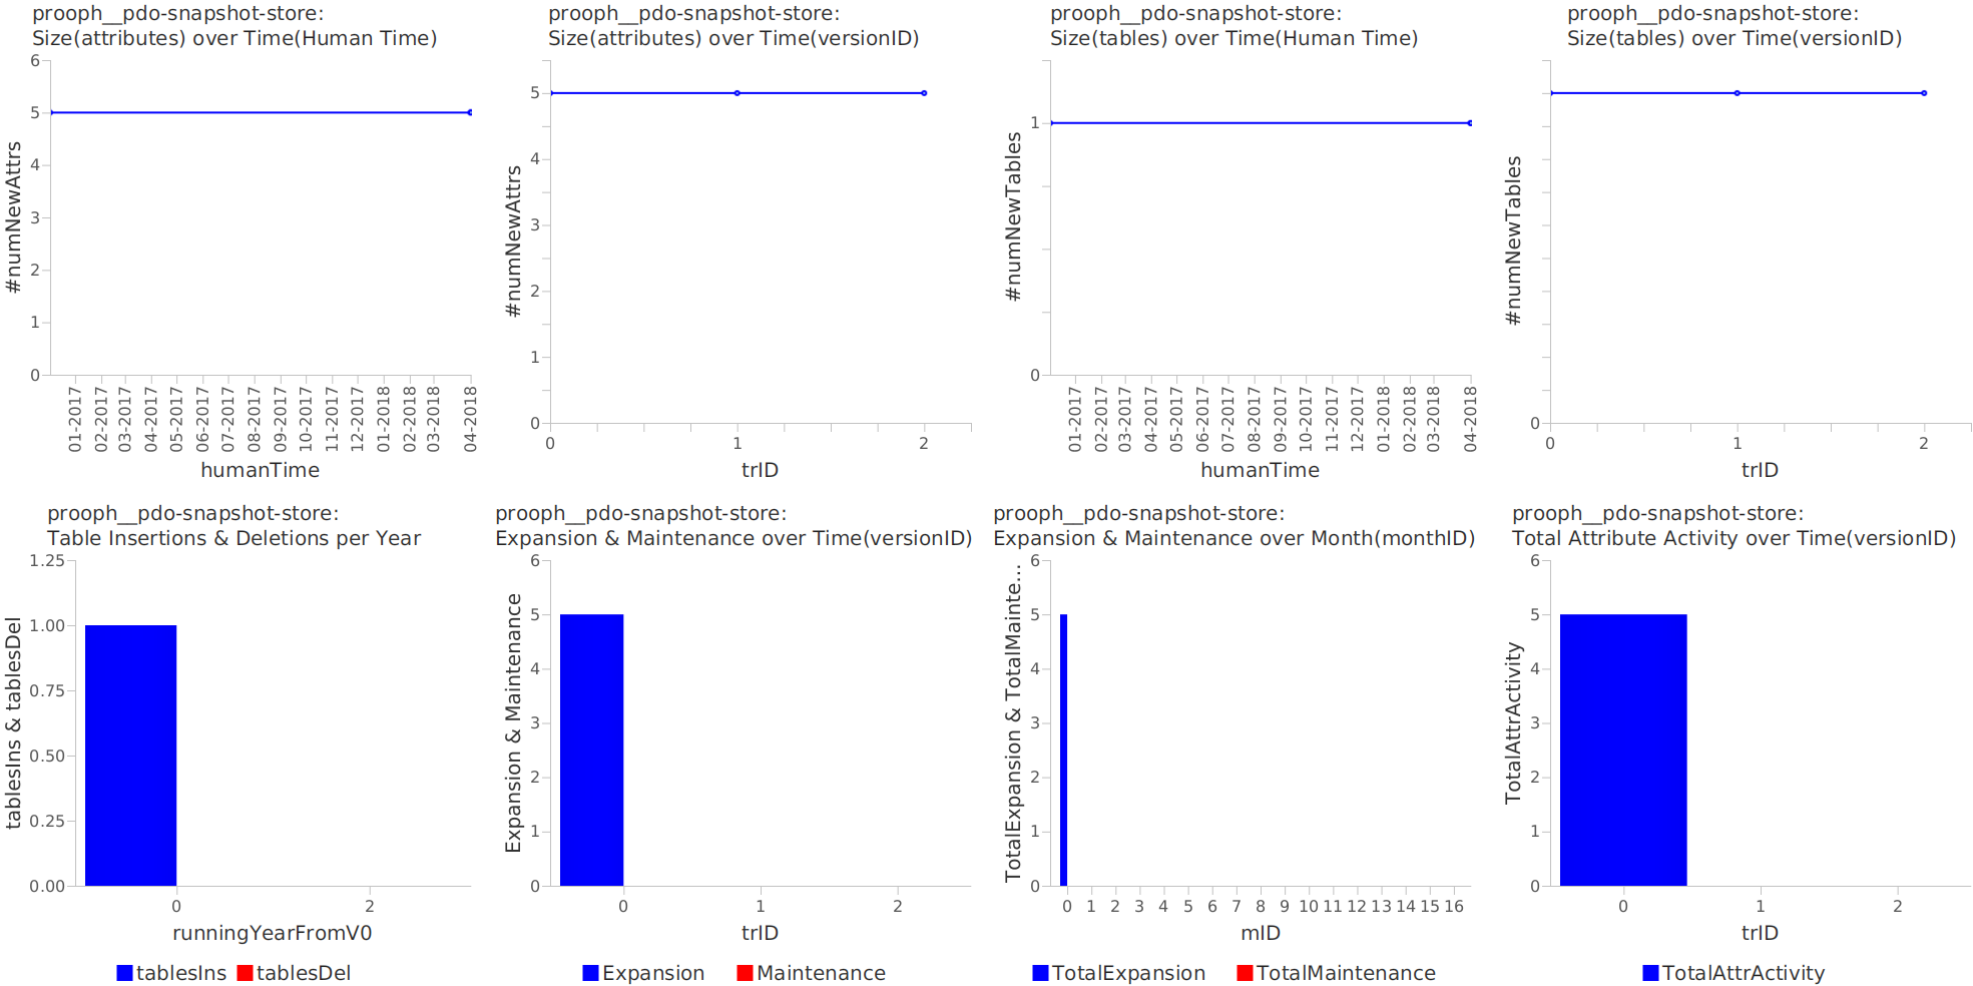 prooph__pdo-snapshot-store:
Size(attributes) over Time(Human Time)
6
5
4
3
2
1
0
#numNewAttrs
01-2017
02-2017
03-2017
04-2017
05-2017
06-2017
07-2017
08-2017
09-2017
10-2017
11-2017
12-2017
01-2018
02-2018
03-2018
04-2018
humanTime
prooph__pdo-snapshot-store:
Size(attributes) over Time(versionID)
5
4
3
2
1
0
#numNewAttrs
0 1 2
trID
prooph__pdo-snapshot-store:
Size(tables) over Time(Human Time)
1
0
#numNewTables
01-2017
02-2017
03-2017
04-2017
05-2017
06-2017
07-2017
08-2017
09-2017
10-2017
11-2017
12-2017
01-2018
02-2018
03-2018
04-2018
humanTime
prooph__pdo-snapshot-store:
Size(tables) over Time(versionID)
0
#numNewTables
0 1 2
trID
prooph__pdo-snapshot-store:
Table Insertions & Deletions per Year
1.25
1.00
0.75
0.50
0.25
0.00
tablesIns & tablesDel
0 2
runningYearFromV0
tablesIns tablesDel
prooph__pdo-snapshot-store:
Expansion & Maintenance over Time(versionID)
6
5
4
3
2
1
0
Expansion & Maintenance
0 1 2
trID
Expansion Maintenance
prooph__pdo-snapshot-store:
Expansion & Maintenance over Month(monthID)
6
5
4
3
2
1
0
TotalExpansion & TotalMainte...
0 1 2 3 4 5 6 7 8 9 10 11 12 13 14 15 16
mID
TotalExpansion TotalMaintenance
prooph__pdo-snapshot-store:
Total Attribute Activity over Time(versionID)
6
5
4
3
2
1
0
TotalAttrActivity
0 1 2
trID
TotalAttrActivity